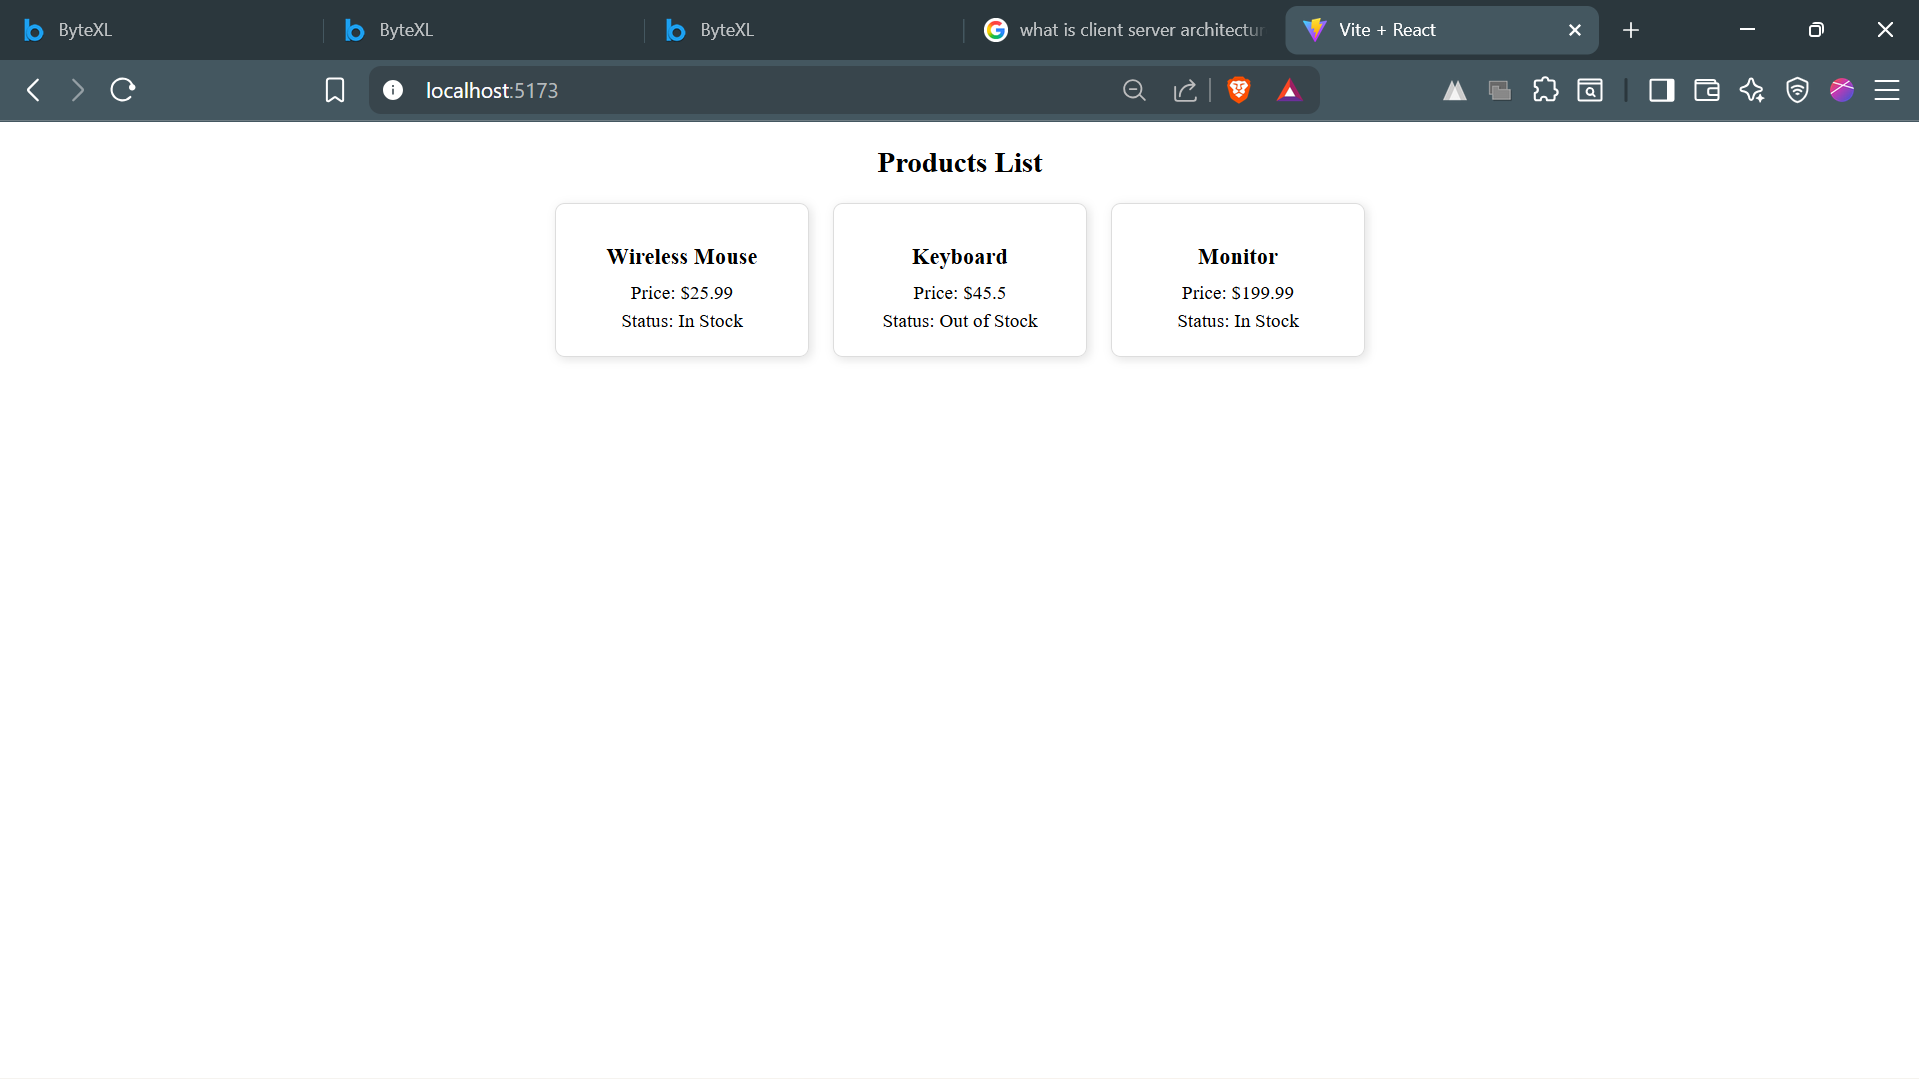 ByteXL
ByteXL
ByteXL
what is client server architectur
Vite + React
localhost:5173
Products List
Wireless Mouse
Price: $25.99
Status: In Stock
Keyboard
Price: $45.5
Status: Out of Stock
Monitor
Price: $199.99
Status: In Stock